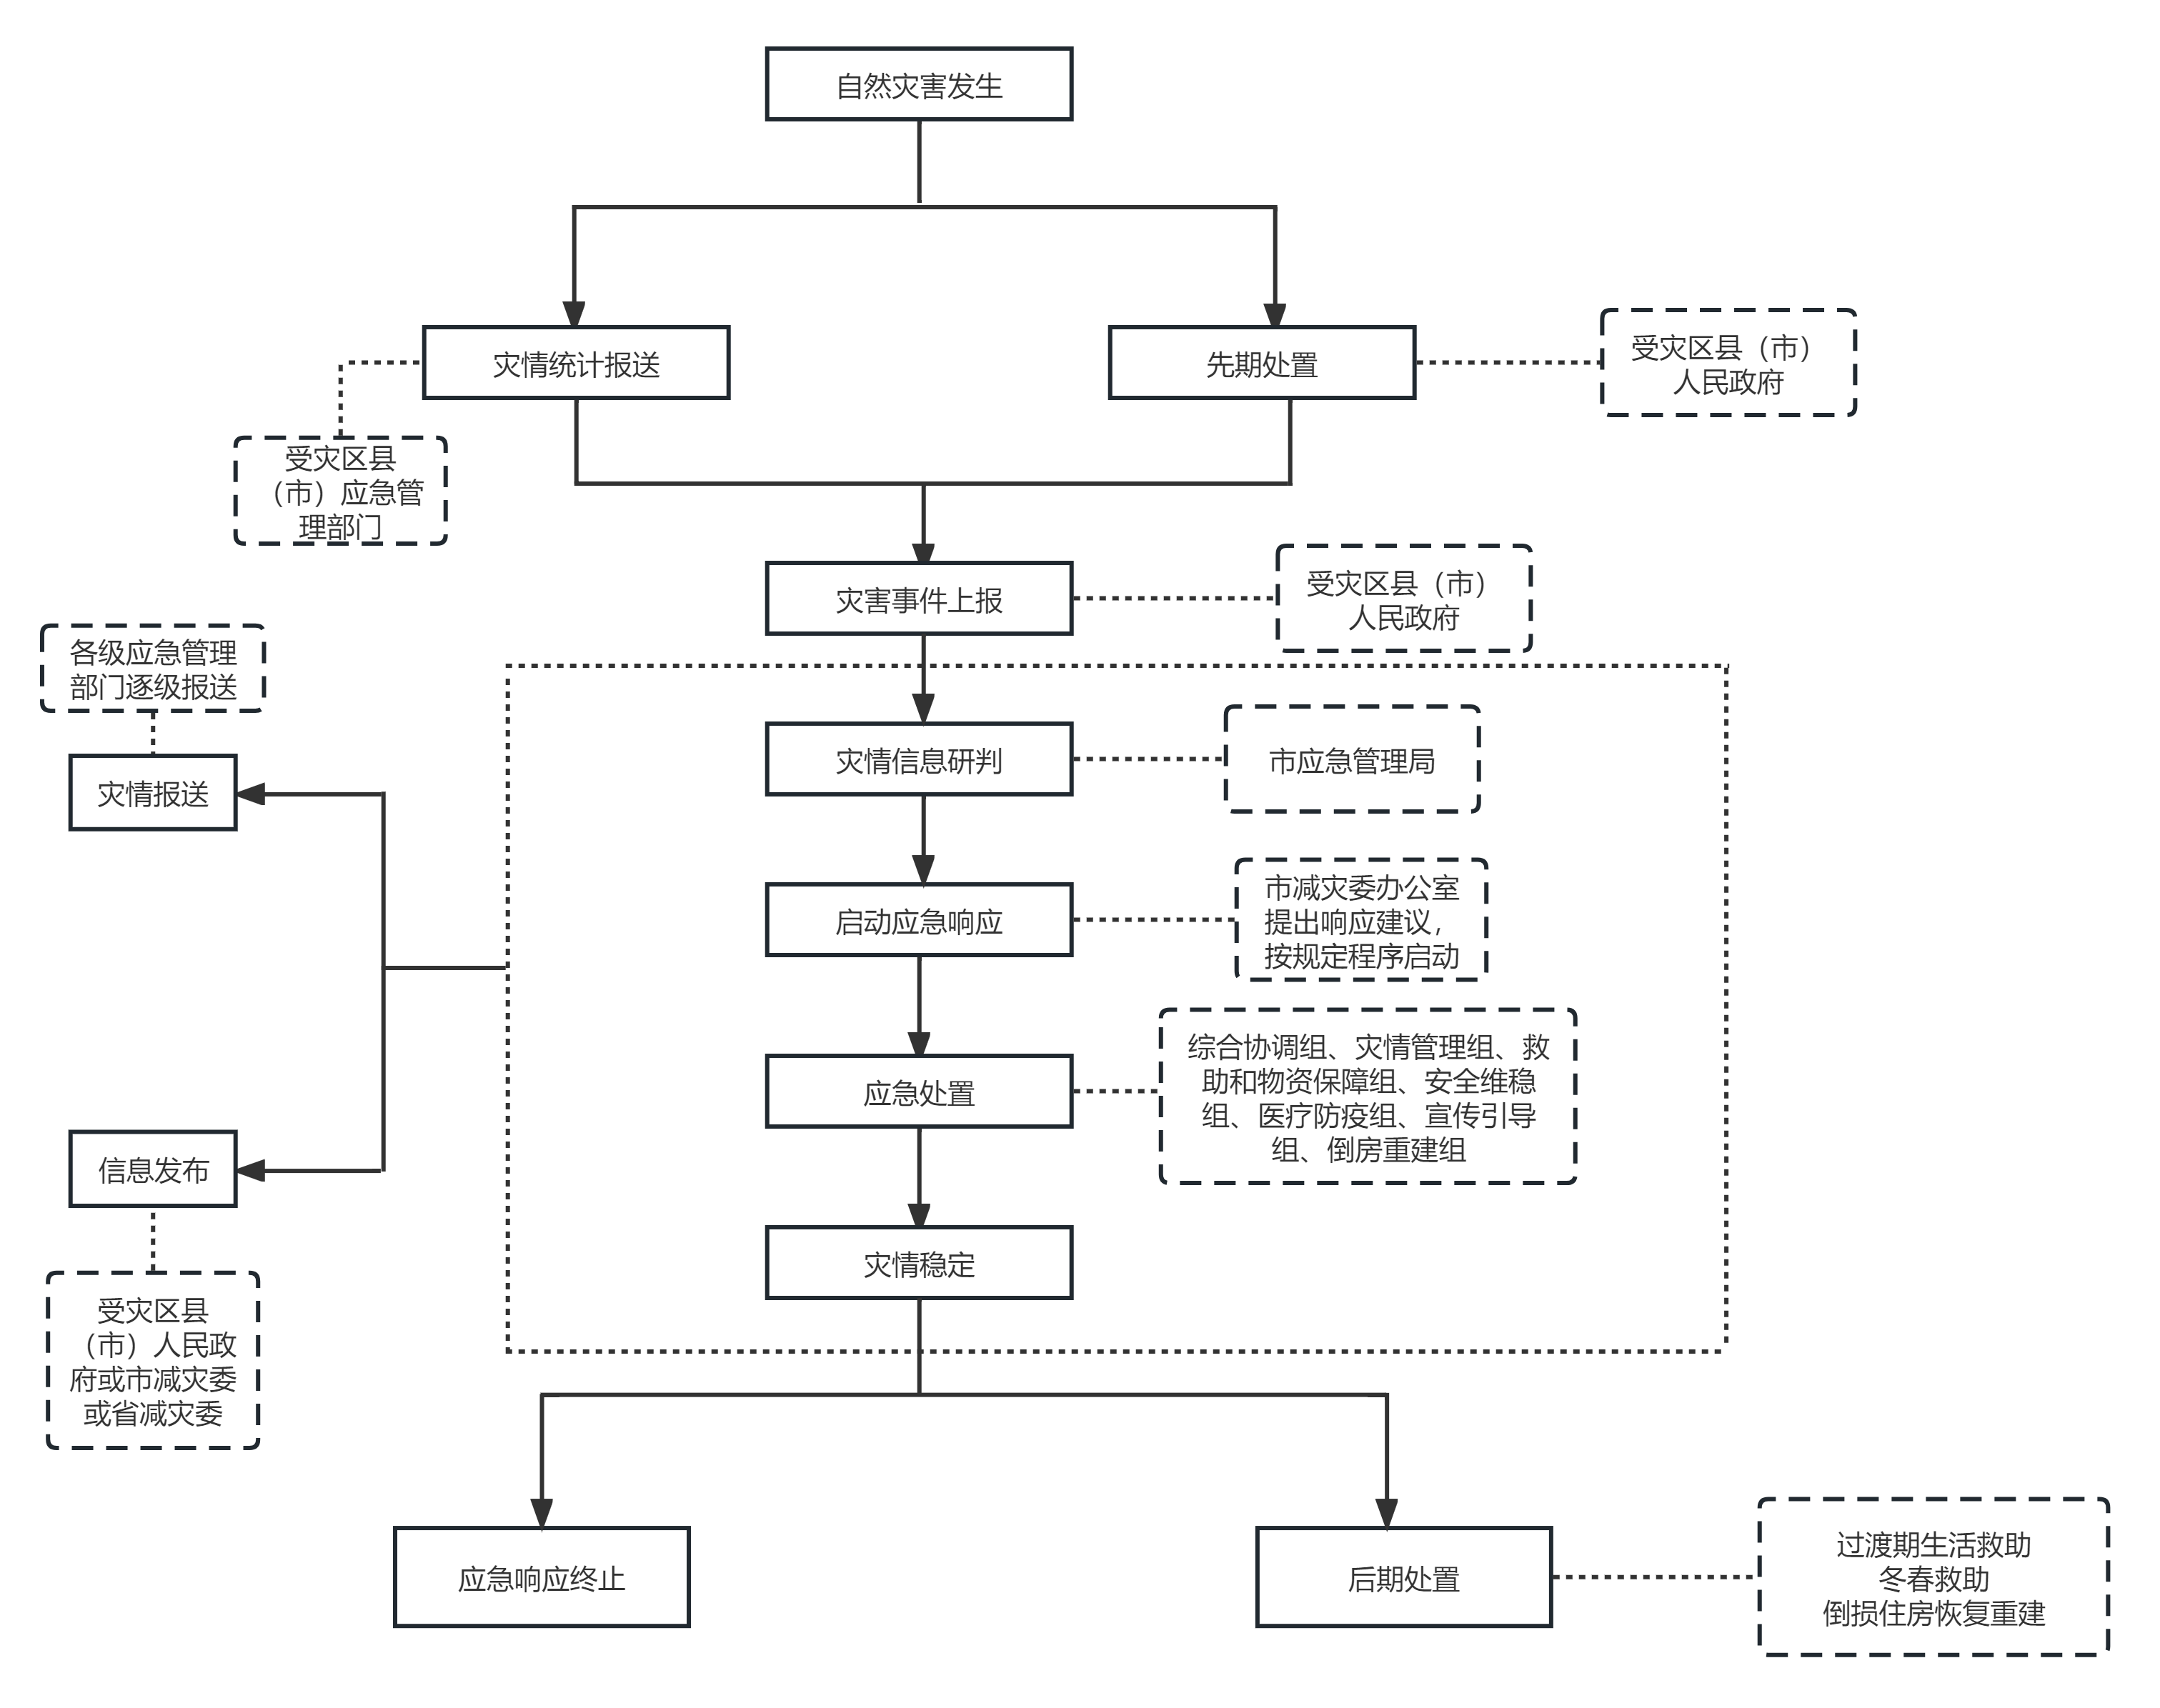 自然灾害发生
灾情统计报送
先期处置
受灾区县（市）
人民政府
受灾区县
（市）应急管
理部门
灾害事件上报
受灾区县（市）
人民政府
各级应急管理
部门逐级报送
灾情报送
灾情信息研判
市应急管理局
启动应急响应
市减灾委办公室
提出响应建议，
按规定程序启动
应急处置
综合协调组、灾情管理组、救
助和物资保障组、安全维稳
组、医疗防疫组、宣传引导
组、倒房重建组
信息发布
灾情稳定
受灾区县
（市）人民政
府或市减灾委
或省减灾委
应急响应终止
后期处置
过渡期生活救助
冬春救助
倒损住房恢复重建